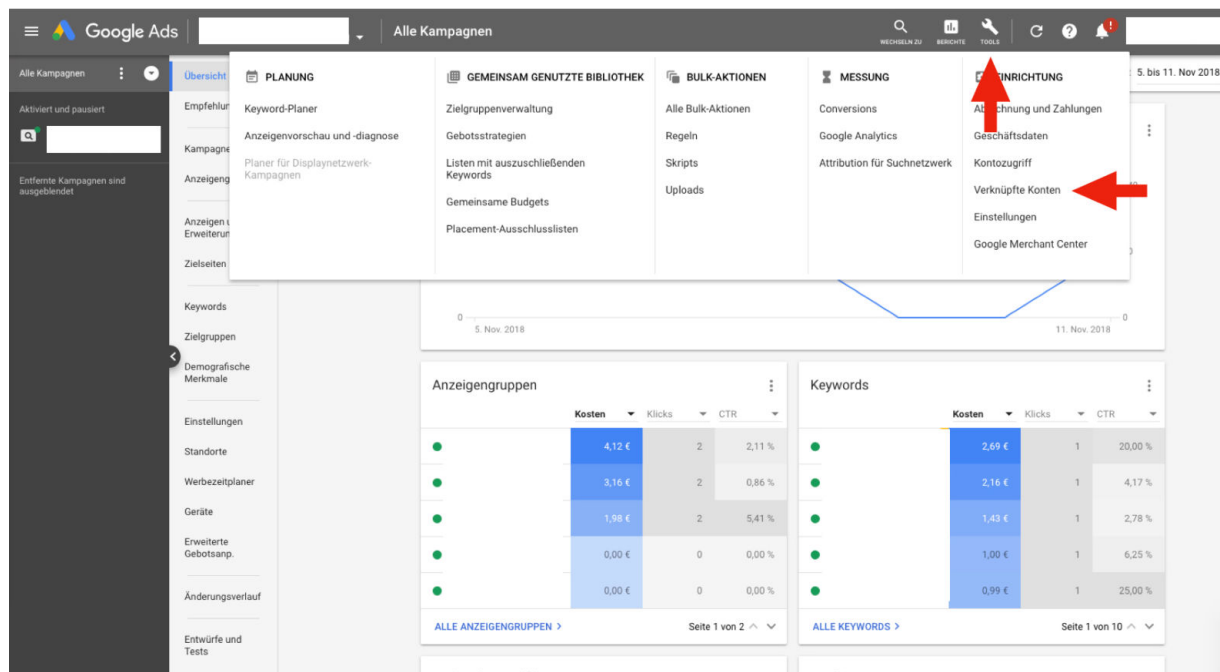 Google Ads
Alle Kampagnen
WECHSELN ZU
BERICHTE
TOOLS
Alle Kampagnen
Aktiviert und pausiert
Entfernte Kampagnen sind
ausgeblendet
Übersicht
Kampagne
Zielseiten
Keywords
Zielgruppen
Demografische
Merkmale
Einstellungen
Standorte
Werbezeitplaner
Geräte
Erweiterte
Gebotsanp.
Änderungsverlauf
Entwürfe und
Tests
PLANUNG
Keyword-Planer
Anzeigenvorschau und -diagnose
Planer für Displaynetzwerk-
Kampagnen
GEMEINSAM GENUTZTE BIBLIOTHEK
Zielgruppenverwaltung
Gebotsstrategien
Listen mit auszuschließenden
Keywords
Gemeinsame Budgets
Placement-Ausschlusslisten
BULK-AKTIONEN
Alle Bulk-Aktionen
Regeln
Skripts
Uploads
MESSUNG
Conversions
Google Analytics
Attribution für Suchnetzwerk
und Zahlungen
Geschäftsdaten
Kontozugriff
Verknüpfte Konten
Einstellungen
Google Merchant Center
5. bis 11. Nov 2018
0
0
5. Nov. 2018
11. Nov. 2018
Anzeigengruppen
Kosten Klicks CTR
4,12 € 2 2,11 %
3,16 € 2 0,86 %
1,98 € 2 5,41 %
0,00 € 0 0,00 %
0,00 € 0 0,00 %
ALLE ANZEIGENGRUPPEN
Seite 1 von 2
Keywords
Kosten Klicks CTR
2,69 € 1 20,00 %
2,16 € 1 4,17 %
1,43 € 1 2,78 %
1,00 € 1 6,25 %
0,99 € 1 25,00 %
ALLE KEYWORDS
Seite 1 von 10